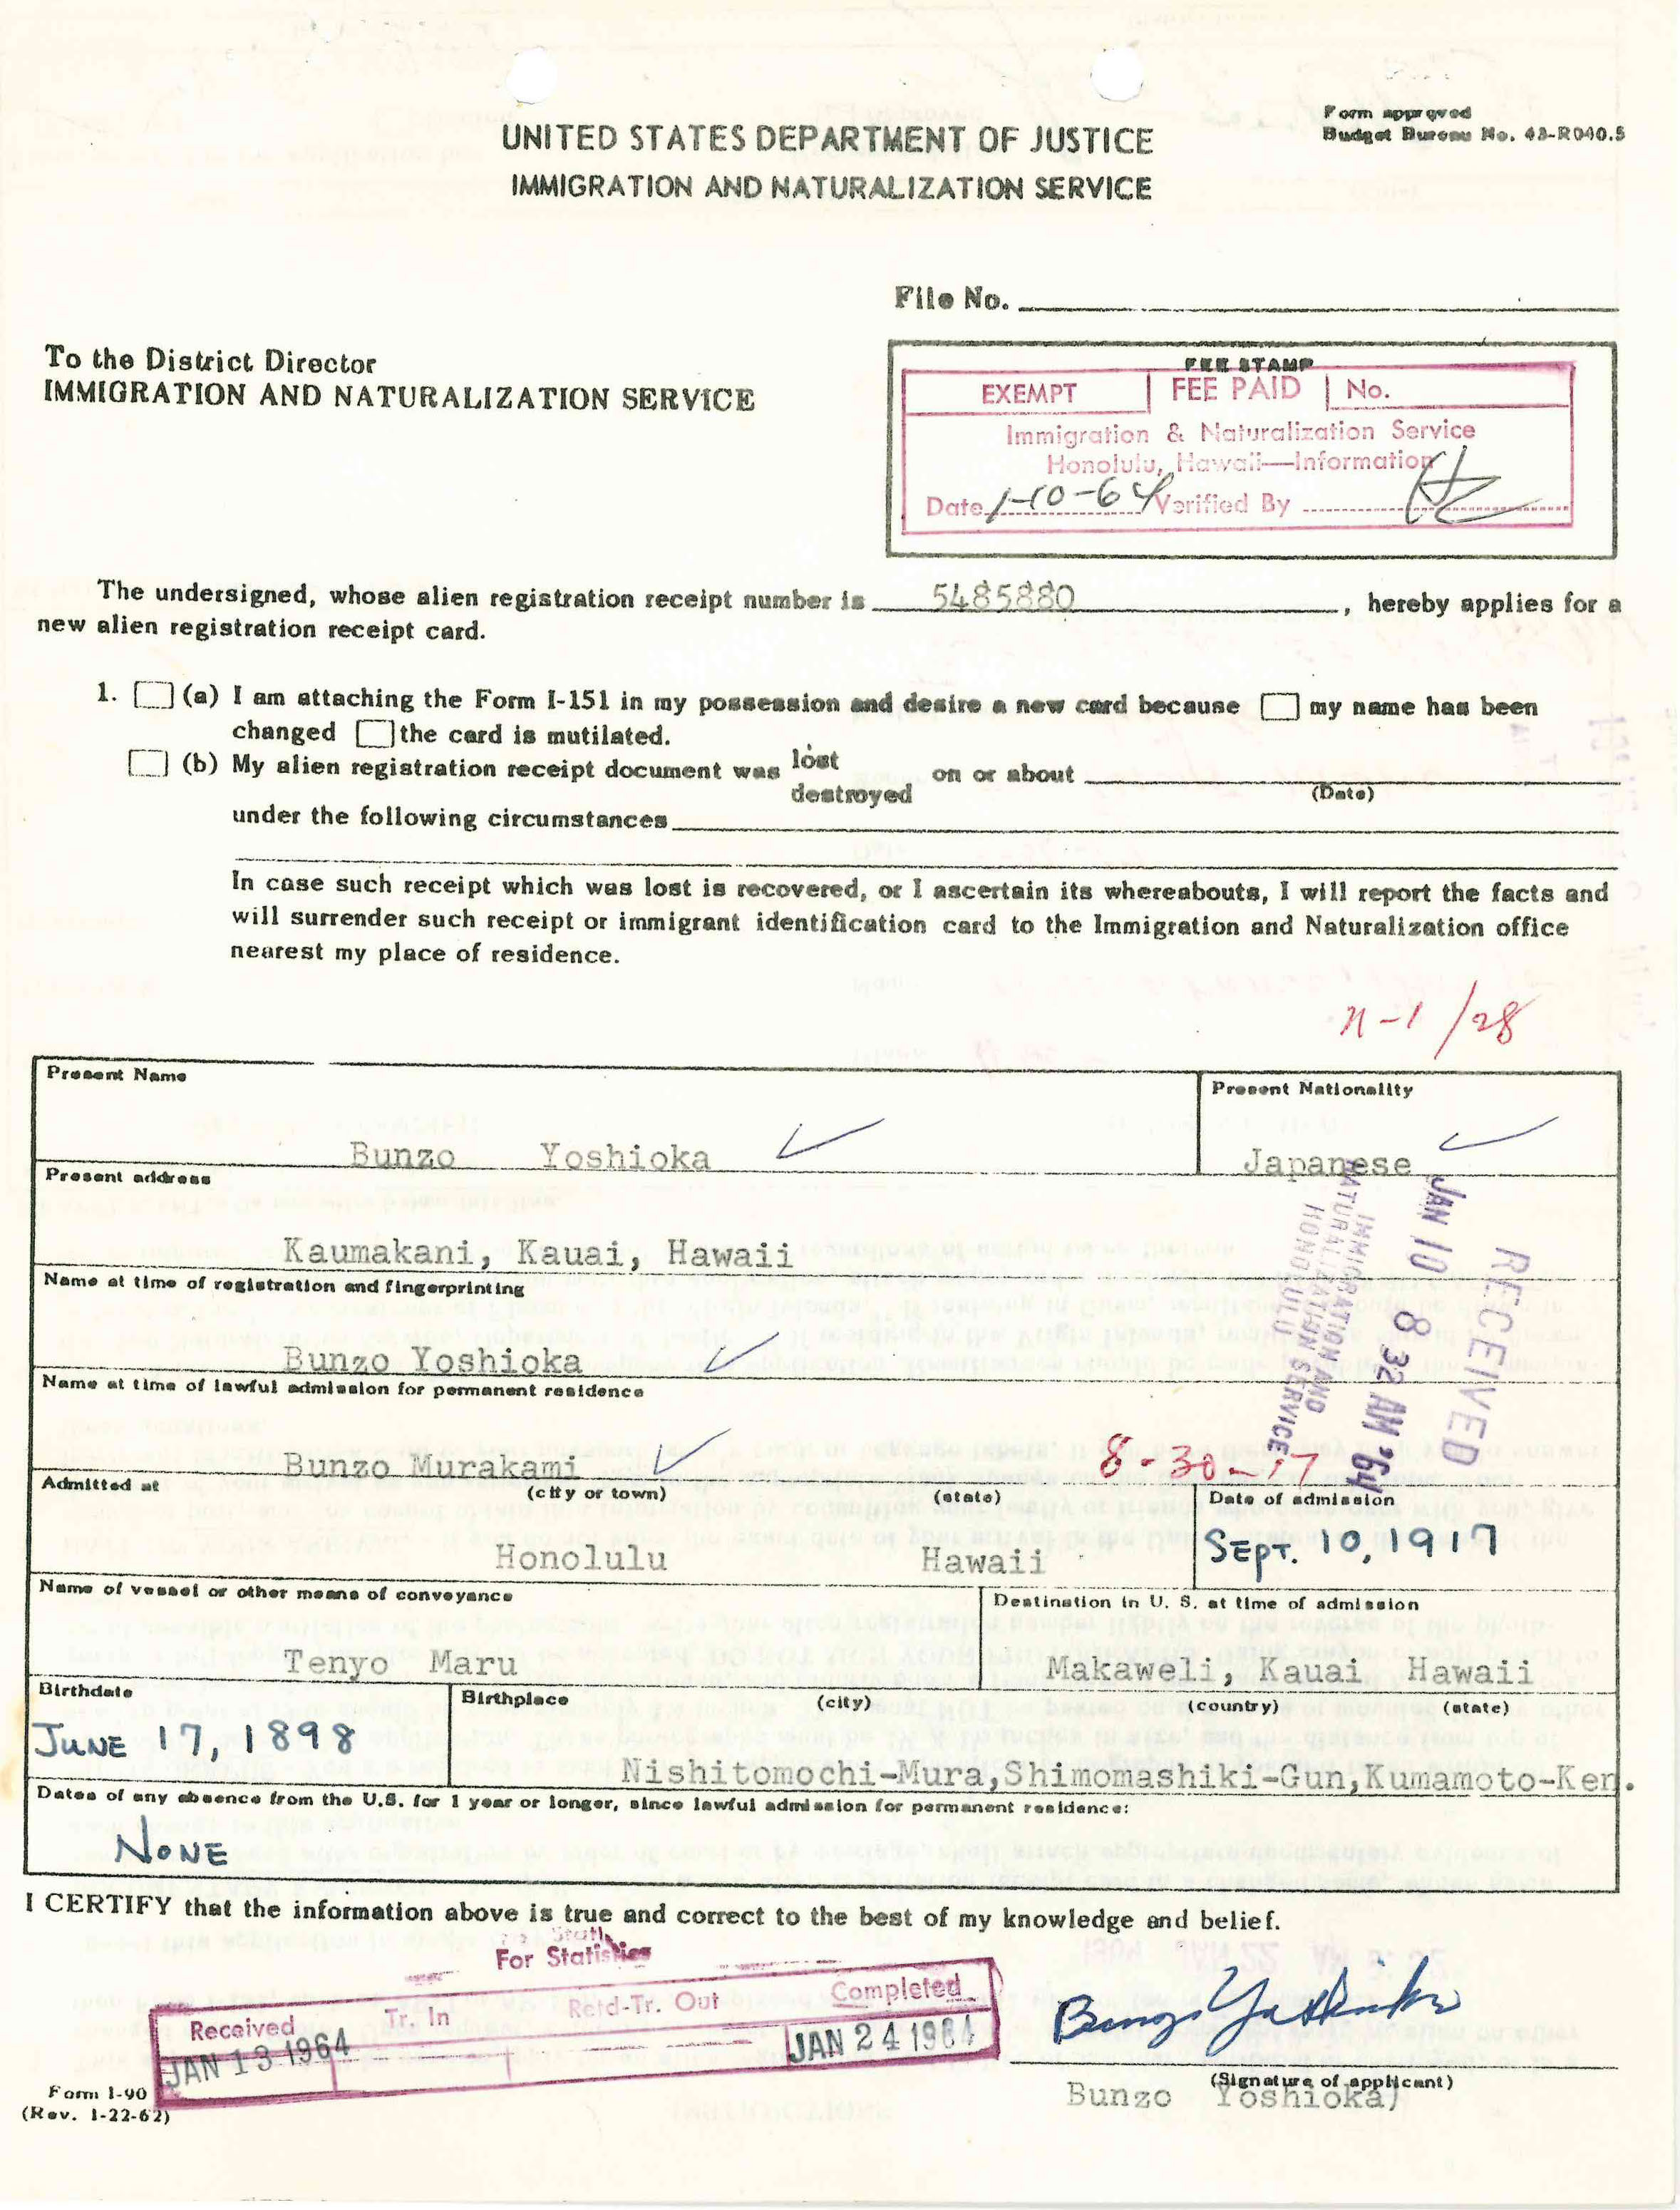 Form approved
Budget Bureau No. 43-R040.5
UNITED STATES DEPARTMENT OF JUSTICE
IMMIGRATION AND NATURALIZATION SERVICE
File No.
To the District Director
IMMIGRATION AND NATURALIZATION SERVICE
FEE STAMP
EXEMPT FEE PAID No.
Immigration & Naturalization Service
Honolulu, Hawaii—Information
Date 1-10-64 Verified By
The undersigned, whose alien registration receipt number is 5485880, hereby applies for a
new alien registration receipt card.
1. (a) I am attaching the Form I-151 in my possession and desire a new card because my name has been
changed the card is mutilated.
(b) My alien registration receipt document was lost
destroyed on or about
(Date)
under the following circumstances
In case such receipt which was lost is recovered, or I ascertain its whereabouts, I will report the facts and
will surrender such receipt or immigrant identification card to the Immigration and Naturalization office
nearest my place of residence.
n-1/28
Present Name
Present Nationality
Bunzo Yoshioka
Japanese
Present address
Kaumakani, Kauai, Hawaii
RECEIVED
JAN 10 8 32 AM '64
IMMIGRATION AND
NATURALIZATION SERVICE
HONOLULU
Name at time of registration and fingerprinting
Bunzo Yoshioka
Name at time of lawful admission for permanent residence
Bunzo Murakami
8-30-17
Admitted at (city or town) (state) Date of admission
Honolulu Hawaii SEPT. 10, 1917
Name of vessel or other means of conveyance
Destination in U. S. at time of admission
Tenyo Maru
Makaweli, Kauai Hawaii
Birthdate Birthplace (city) (country) (state)
JUNE 17, 1898
Nishitomochi-Mura,Shimomashiki-Gun,Kumamoto-Ken.
Dates of any absence from the U.S. for 1 year or longer, since lawful admission for permanent residence:
NONE
I CERTIFY that the information above is true and correct to the best of my knowledge and belief.
For Statistics
Received Tr. In Retd-Tr. Out Completed
JAN 13 1964 JAN 24 1964
Bunzo Yoshioka
(Signature of applicant)
Bunzo Yoshioka)
Form I-90
(Rev. 1-22-62)